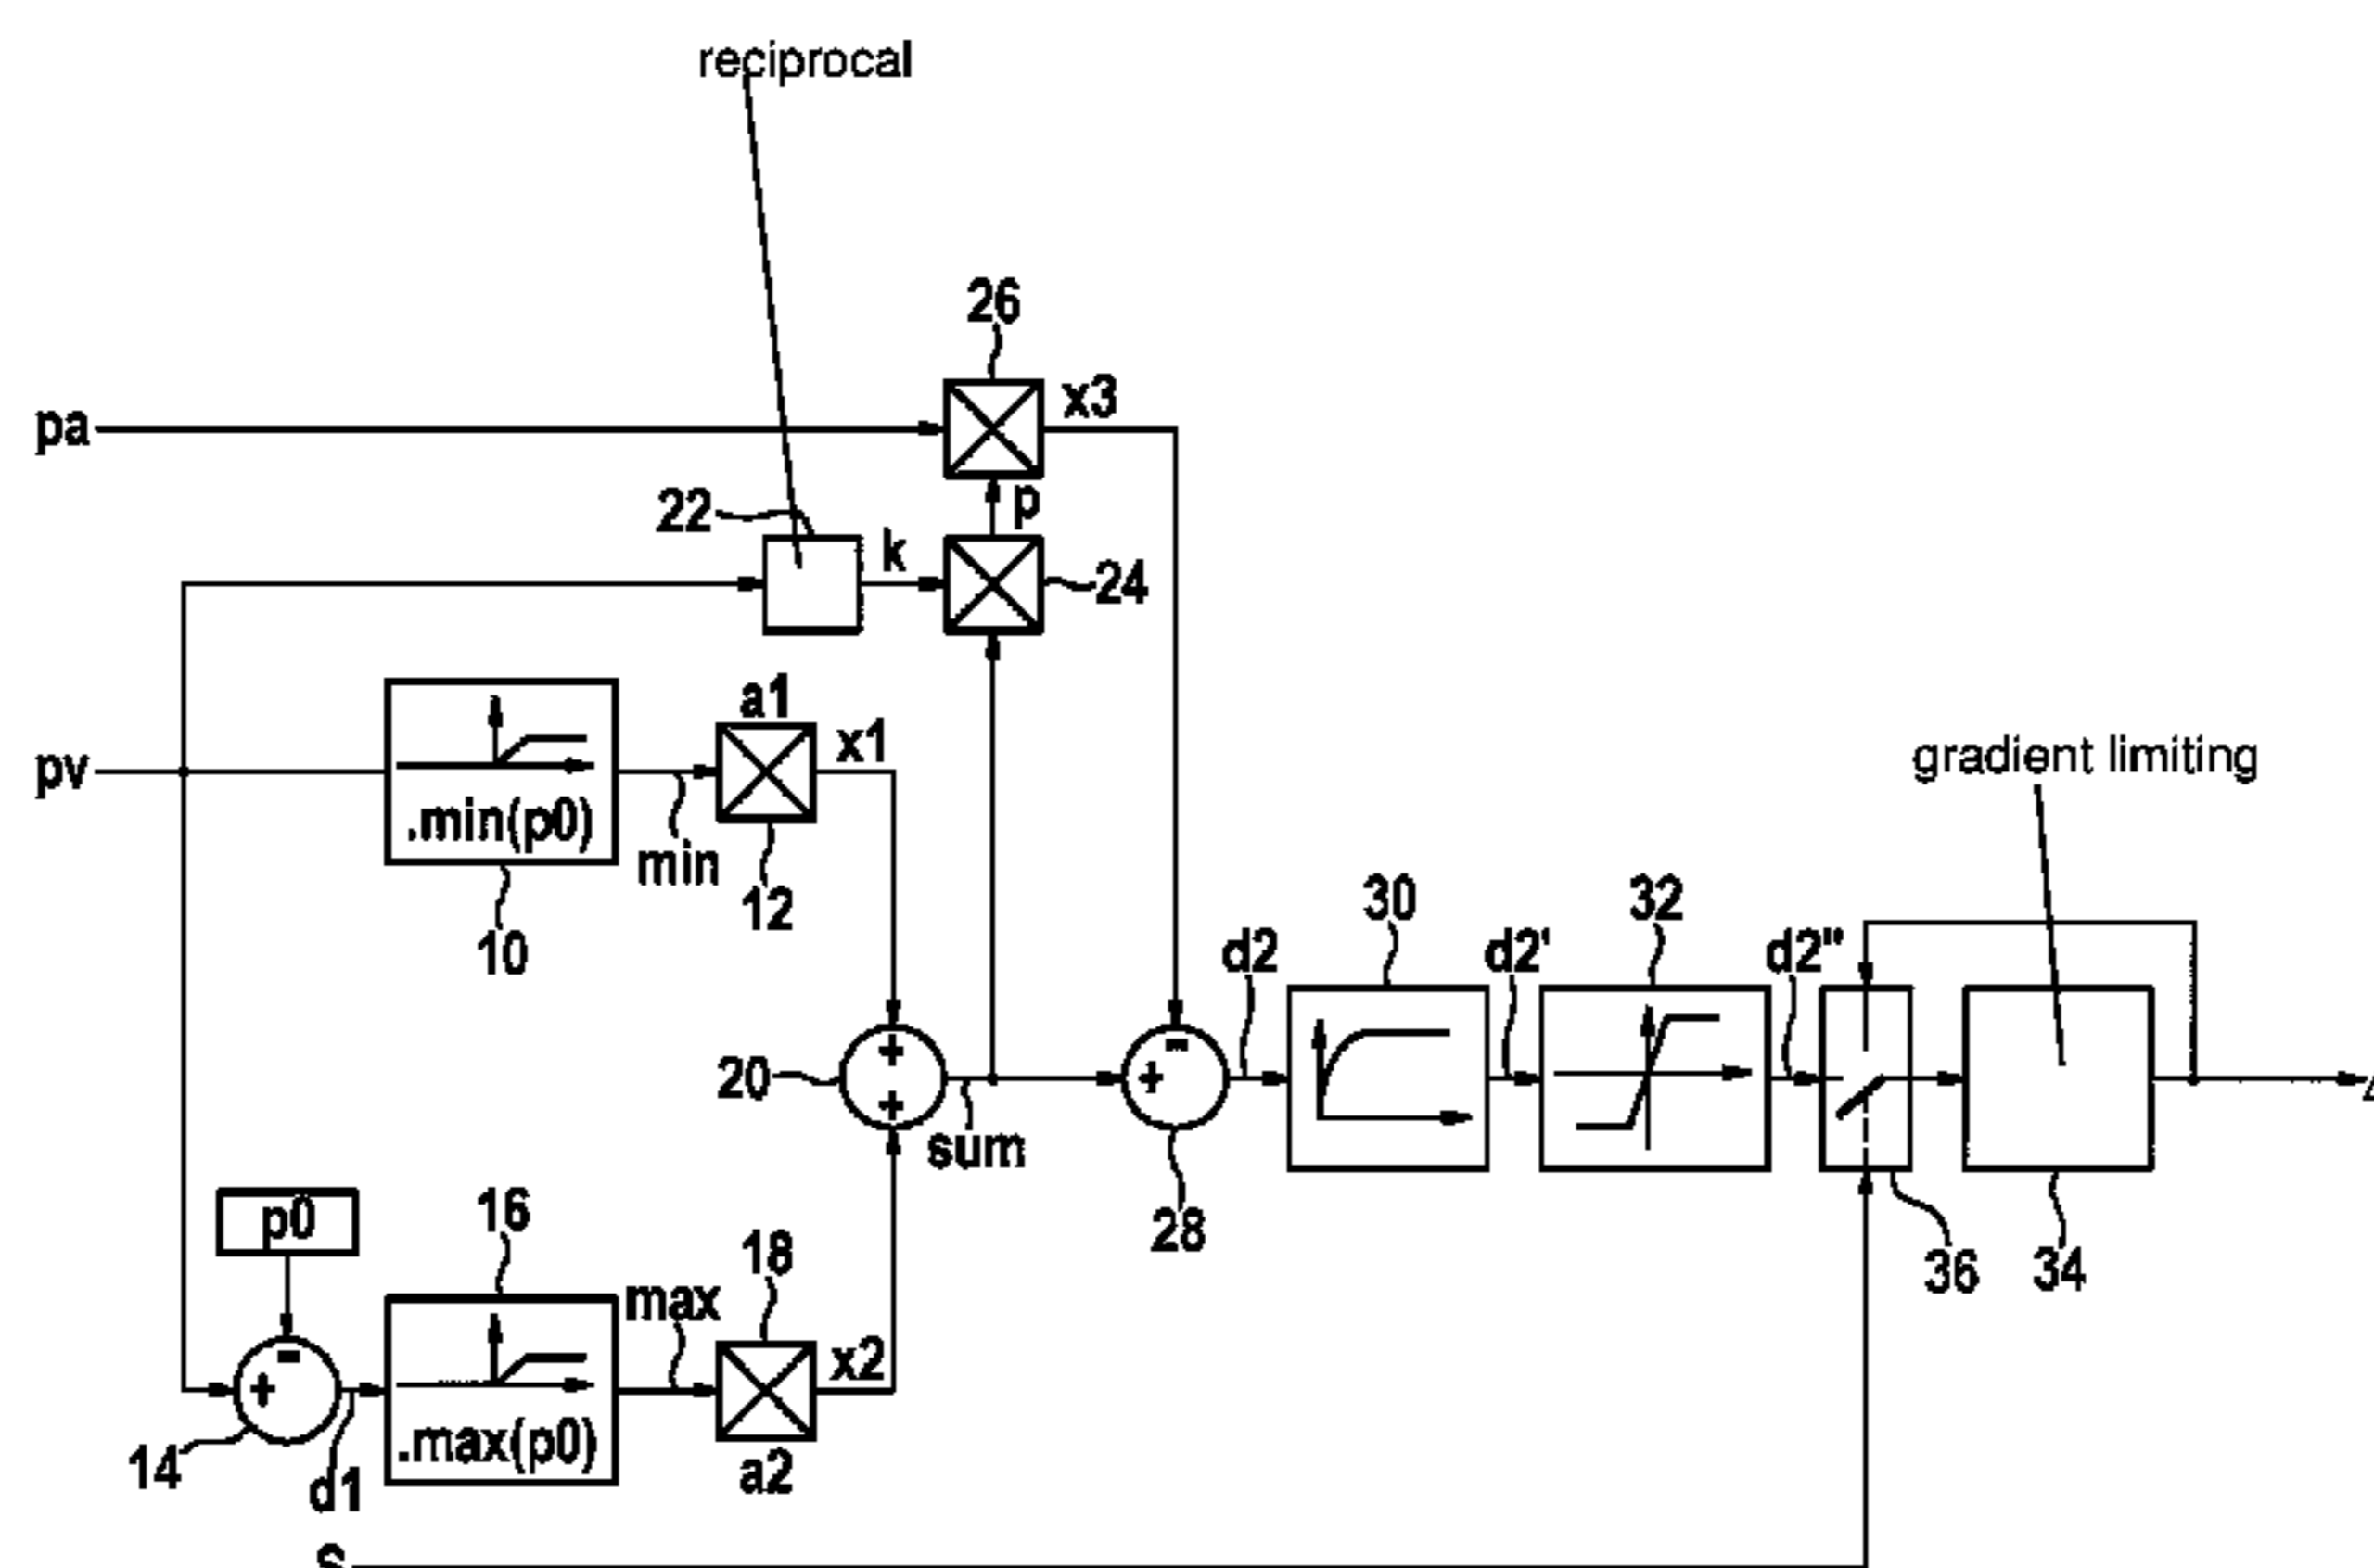 reciprocal
26
pa
x3
22
p
k
24
a1
pv
x1
gradient limiting
.min(p0)
min
12
10
30
32
d2
d2'
d2"
+
20
+
-
+
sum
p0
16
18
28
36
34
max
-
+
x2
.max(p0)
14
d1
a2